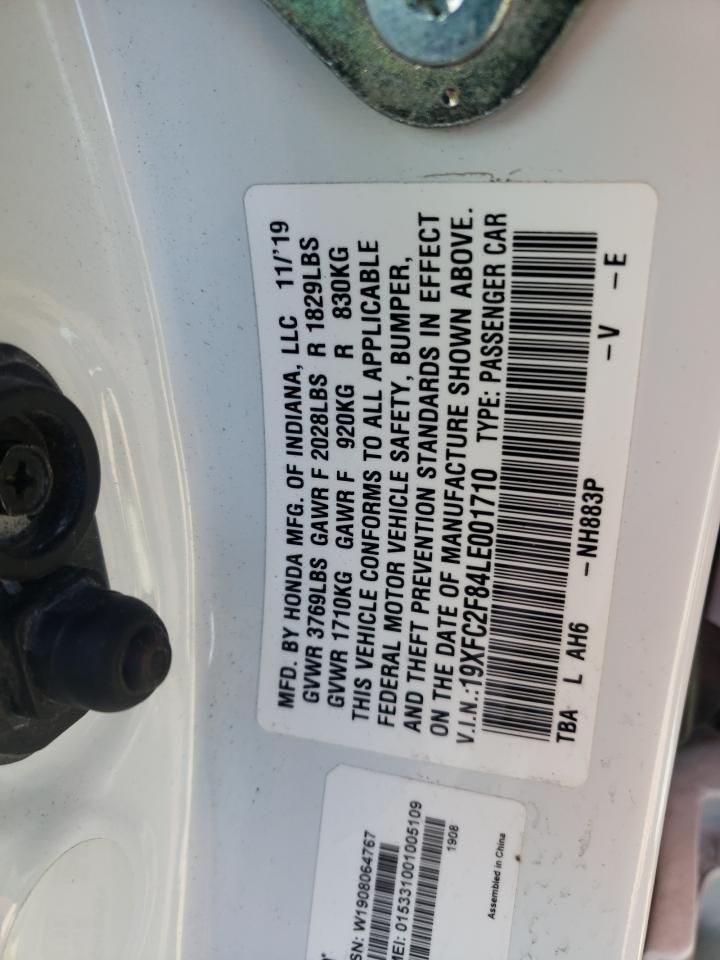 MFD. BY HONDA MFG. OF INDIANA, LLC 11/'19
GVWR 3769LBS GAWR F 2028LBS R 1829LBS
GVWR 1710KG GAWR F 920KG R 830KG
THIS VEHICLE CONFORMS TO ALL APPLICABLE
FEDERAL MOTOR VEHICLE SAFETY, BUMPER,
AND THEFT PREVENTION STANDARDS IN EFFECT
ON THE DATE OF MANUFACTURE SHOWN ABOVE.
V.I.N.:19XFC2F84LE001710 TYPE: PASSENGER CAR
TBA L AH6 -NH883P -V -E
SN: W1908064767
MEI: 015331001005109
1908
Assembled in China